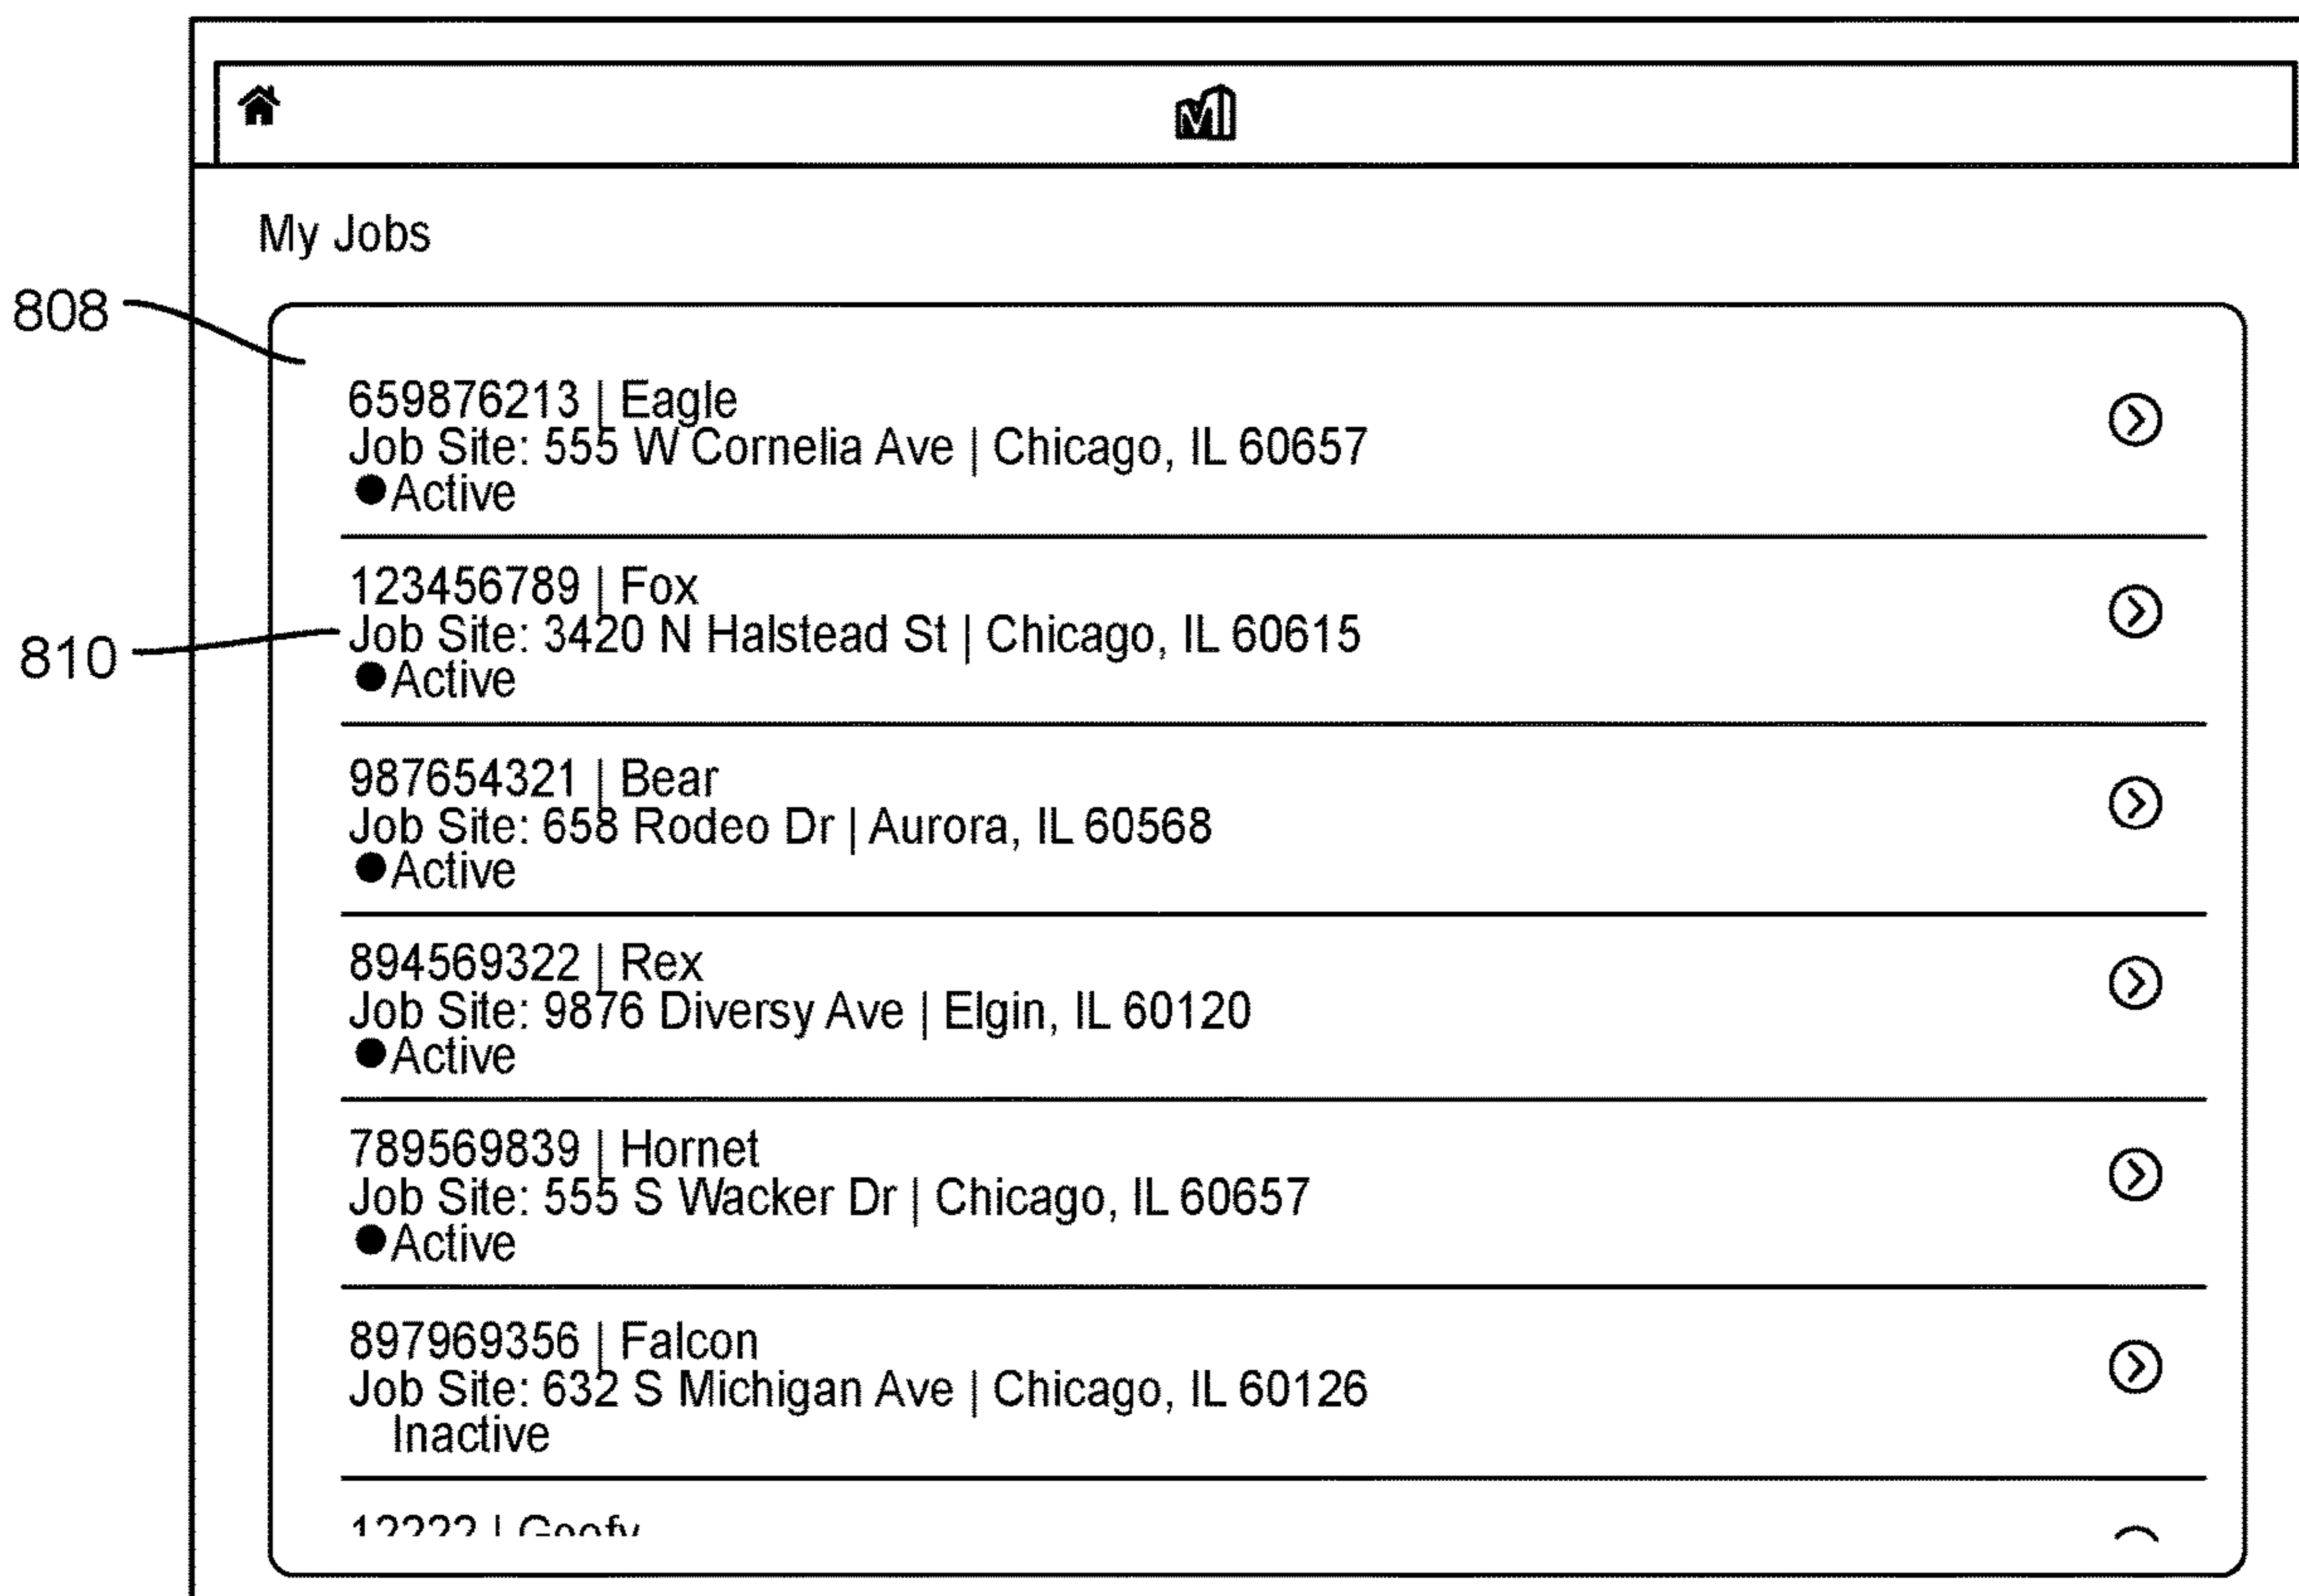 My Jobs
808
659876213 | Eagle
Job Site: 555 W Cornelia Ave | Chicago, IL 60657
Active
123456789 | Fox
810
Job Site: 3420 N Halstead St | Chicago, IL 60615
Active
987654321 | Bear
Job Site: 658 Rodeo Dr | Aurora, IL 60568
Active
894569322 | Rex
Job Site: 9876 Diversy Ave | Elgin, IL 60120
Active
789569839 | Hornet
Job Site: 555 S Wacker Dr | Chicago, IL 60657
Active
897969356 | Falcon
Job Site: 632 S Michigan Ave | Chicago, IL 60126
Inactive
| Goofy